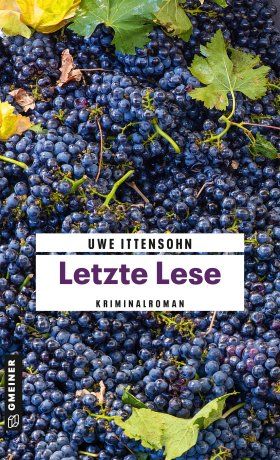 UWE ITTENSOHN
Letzte Lese
KRIMINALROMAN
GMEINER